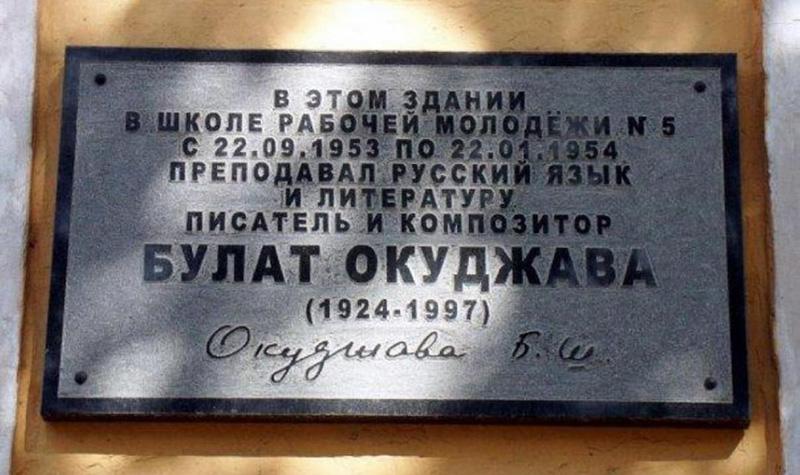 В ЭТОМ ЗДАНИИ
В ШКОЛЕ РАБОЧЕЙ МОЛОДЁЖИ N 5
С 22.09.1953 ПО 22.01.1954
ПРЕПОДАВАЛ РУССКИЙ ЯЗЫК
И ЛИТЕРАТУРУ
ПИСАТЕЛЬ И КОМПОЗИТОР
БУЛАТ ОКУДЖАВА
(1924-1997)
Окуджава Б.Ш.